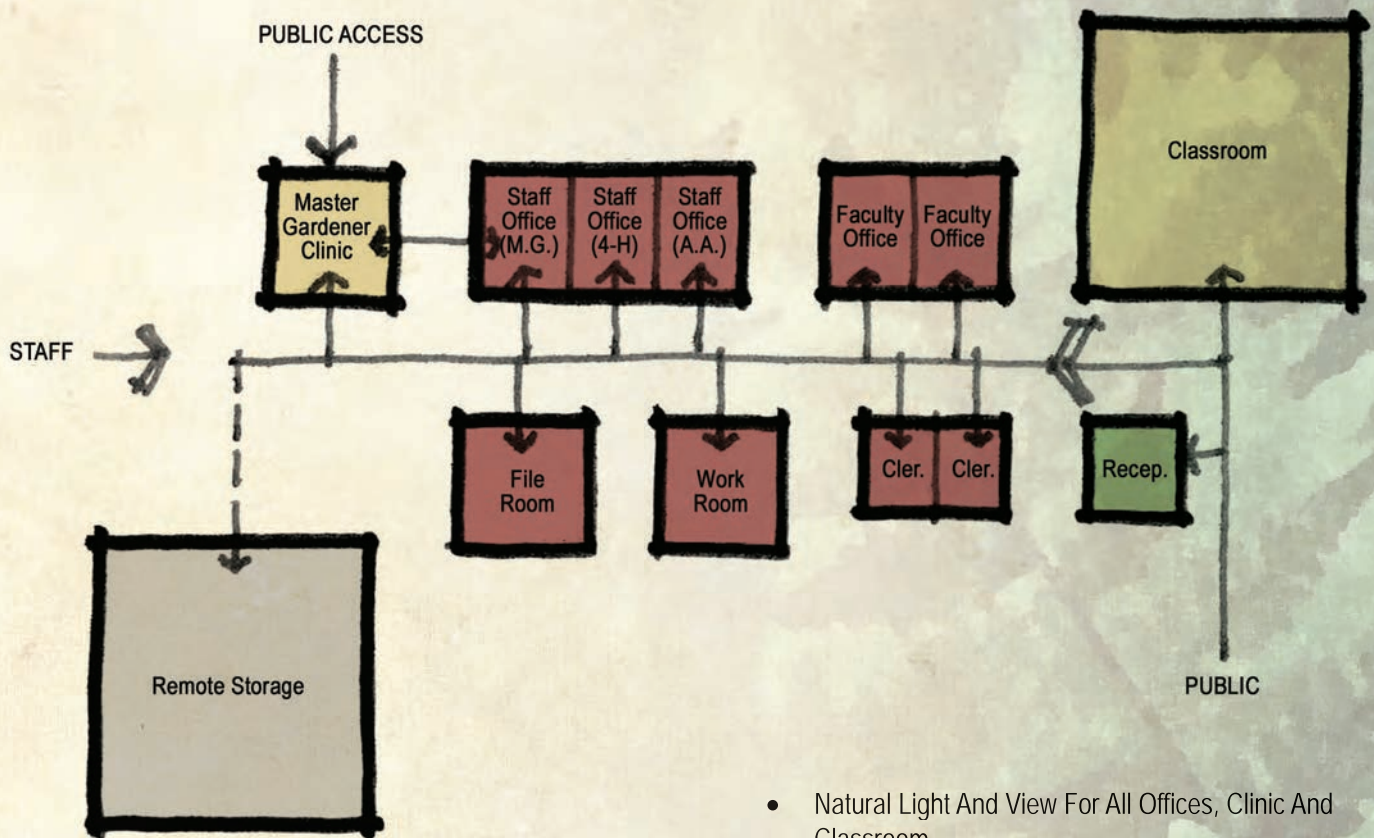 PUBLIC ACCESS
Classroom
Master
Gardener
Clinic
Staff
Office
(M.G.)
Staff
Office
(4-H)
Staff
Office
(A.A.)
Faculty
Office
Faculty
Office
STAFF
File
Room
Work
Room
Cler.
Cler.
Recep.
Remote Storage
PUBLIC
• Natural Light And View For All Offices, Clinic And
Classroom